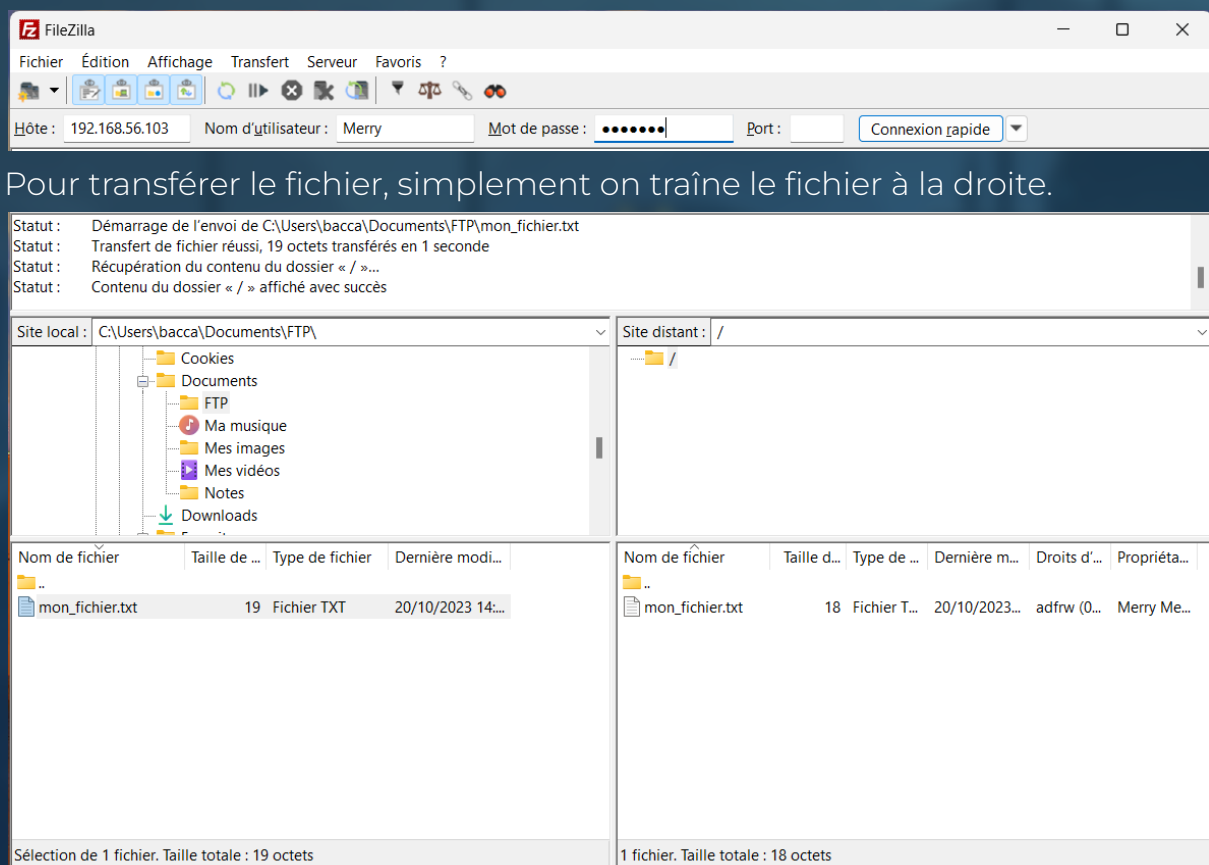 FileZilla
Fichier Édition Affichage Transfert Serveur Favoris ?
Hôte : 192.168.56.103 Nom d'utilisateur : Merry Mot de passe : ●●●●●●● Port : Connexion rapide
Pour transférer le fichier, simplement on traîne le fichier à la droite.
Statut : Démarrage de l'envoi de C:\Users\bacca\Documents\FTP\mon_fichier.txt
Statut : Transfert de fichier réussi, 19 octets transférés en 1 seconde
Statut : Récupération du contenu du dossier « / »...
Statut : Contenu du dossier « / » affiché avec succès
Site local : C:\Users\bacca\Documents\FTP\
Cookies
Documents
FTP
Ma musique
Mes images
Mes vidéos
Notes
Downloads
Site distant : /
/
Nom de fichier Taille de ... Type de fichier Dernière modi...
..
mon_fichier.txt 19 Fichier TXT 20/10/2023 14:...
Sélection de 1 fichier. Taille totale : 19 octets
Nom de fichier Taille d... Type de ... Dernière m... Droits d'... Propriéta...
..
mon_fichier.txt 18 Fichier T... 20/10/2023... adfrw (0... Merry Me...
1 fichier. Taille totale : 18 octets